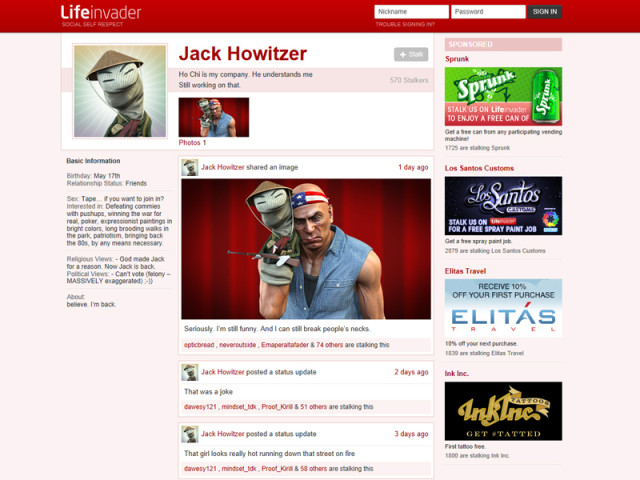 Lifeinvader
SOCIAL SELF RESPECT
Nickname
Password
SIGN IN
TROUBLE SIGNING IN?
Jack Howitzer
+ Stalk
Ho Chi is my company. He understands me
Still working on that.
570 Stalkers
Photos 1
Basic Information
Birthday: May 17th
Relationship Status: Friends
Sex: Tape... if you want to join in?
Interested in: Defeating commies
with pushups, winning the war for
real, poker, expressionist paintings in
bright colors, long brooding walks in
the park, patriotism, bringing back
the 80s, by any means necessary.
Religious Views: - God made Jack
for a reason. Now Jack is back.
Political Views: - Can't vote (felony –
MASSIVELY exaggerated) ;-))
About:
believe. I'm back.
Jack Howitzer shared an Image
1 day ago
Seriously. I'm still funny. And I can still break people's necks.
opticbread , neveroutside , Emaperaltafader & 74 others are stalking this
Jack Howitzer posted a status update
2 days ago
That was a joke
dawesy121 , mindset_tdk , Proof_Kirill & 51 others are stalking this
Jack Howitzer posted a status update
3 days ago
That girl looks really hot running down that street on fire
dawesy121 , mindset_tdk , Proof_Kirill & 58 others are stalking this
SPONSORED
Sprunk
Sprunk
Sprunk
STALK US ON Lifeinvader
TO ENJOY A FREE CAN OF
Get a free can from any participating vending
machine!
1725 are stalking Sprunk
Los Santos Customs
Los Santos
CUSTOMS
STALK US ON Lifeinvader
FOR A FREE SPRAY PAINT JOB.
Get a free spray paint job.
2879 are stalking Los Santos Customs
Elitas Travel
RECEIVE 10%
OFF YOUR FIRST PURCHASE
ELITÁS
TRAVEL
10% off your next purchase.
1839 are stalking Elitas Travel
Ink Inc.
InkInc
TATTOOS
GET #TATTED
First tattoo free.
1800 are stalking Ink Inc.